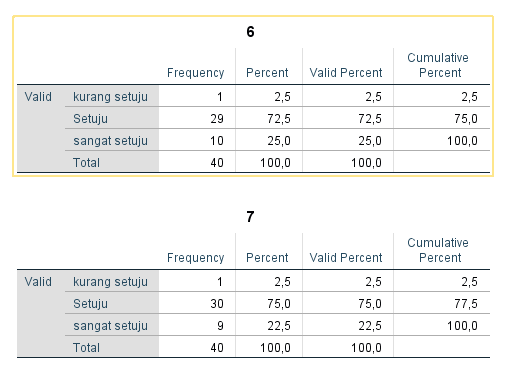 6
Frequency Percent Valid Percent Cumulative Percent
Valid kurang setuju 1 2,5 2,5 2,5
Setuju 29 72,5 72,5 75,0
sangat setuju 10 25,0 25,0 100,0
Total 40 100,0 100,0
7
Frequency Percent Valid Percent Cumulative Percent
Valid kurang setuju 1 2,5 2,5 2,5
Setuju 30 75,0 75,0 77,5
sangat setuju 9 22,5 22,5 100,0
Total 40 100,0 100,0